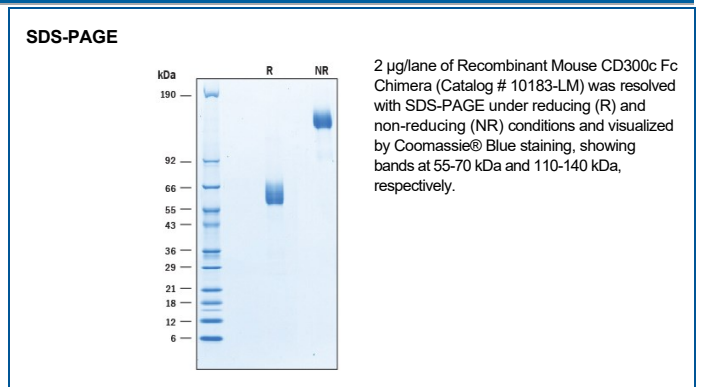 SDS-PAGE
kDa
R NR
190
92
66
55
43
36
29
21
18
12
6
2 µg/lane of Recombinant Mouse CD300c Fc
Chimera (Catalog # 10183-LM) was resolved
with SDS-PAGE under reducing (R) and
non-reducing (NR) conditions and visualized
by Coomassie® Blue staining, showing
bands at 55-70 kDa and 110-140 kDa,
respectively.